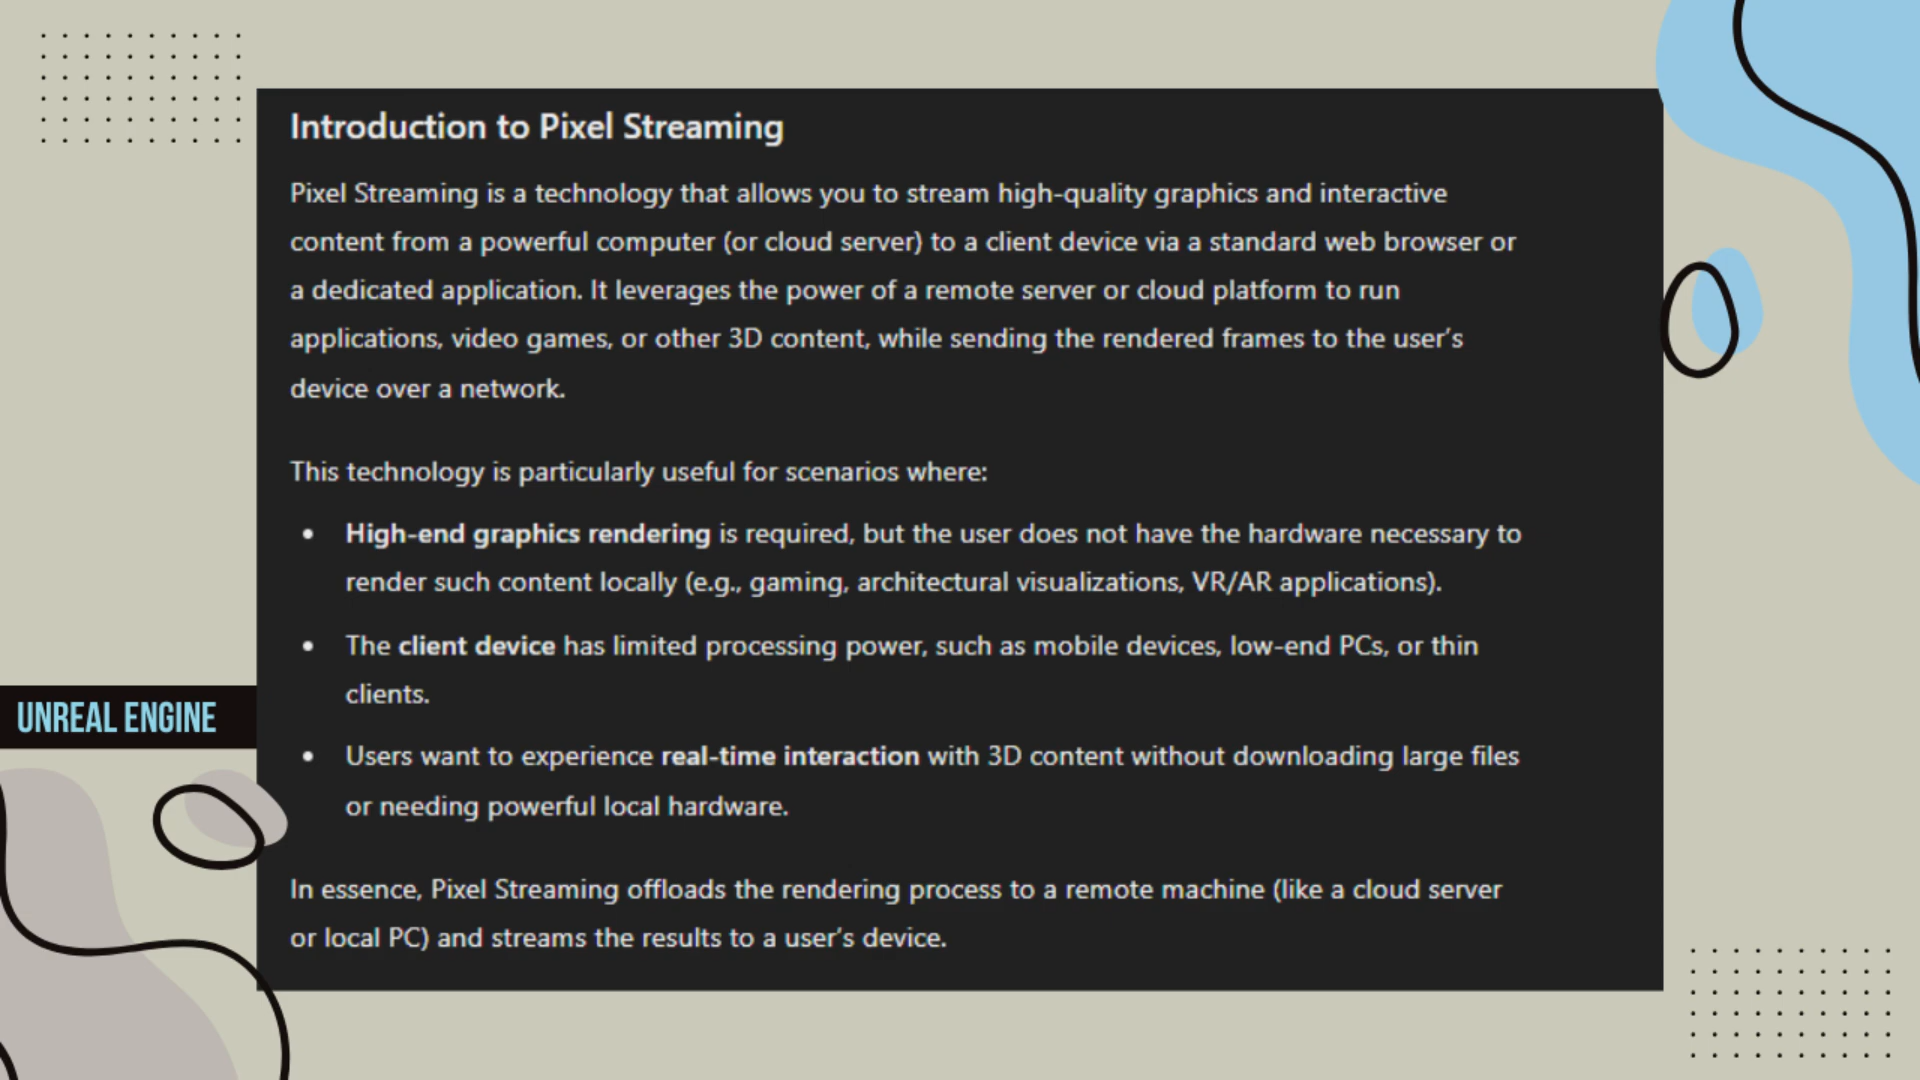 Introduction to Pixel Streaming
Pixel Streaming is a technology that allows you to stream high-quality graphics and interactive
content from a powerful computer (or cloud server) to a client device via a standard web browser or
a dedicated application. It leverages the power of a remote server or cloud platform to run
applications, video games, or other 3D content, while sending the rendered frames to the user’s
device over a network.
This technology is particularly useful for scenarios where:
• High-end graphics rendering is required, but the user does not have the hardware necessary to
render such content locally (e.g., gaming, architectural visualizations, VR/AR applications).
• The client device has limited processing power, such as mobile devices, low-end PCs, or thin
clients.
• Users want to experience real-time interaction with 3D content without downloading large files
or needing powerful local hardware.
In essence, Pixel Streaming offloads the rendering process to a remote machine (like a cloud server
or local PC) and streams the results to a user’s device.
UNREAL ENGINE